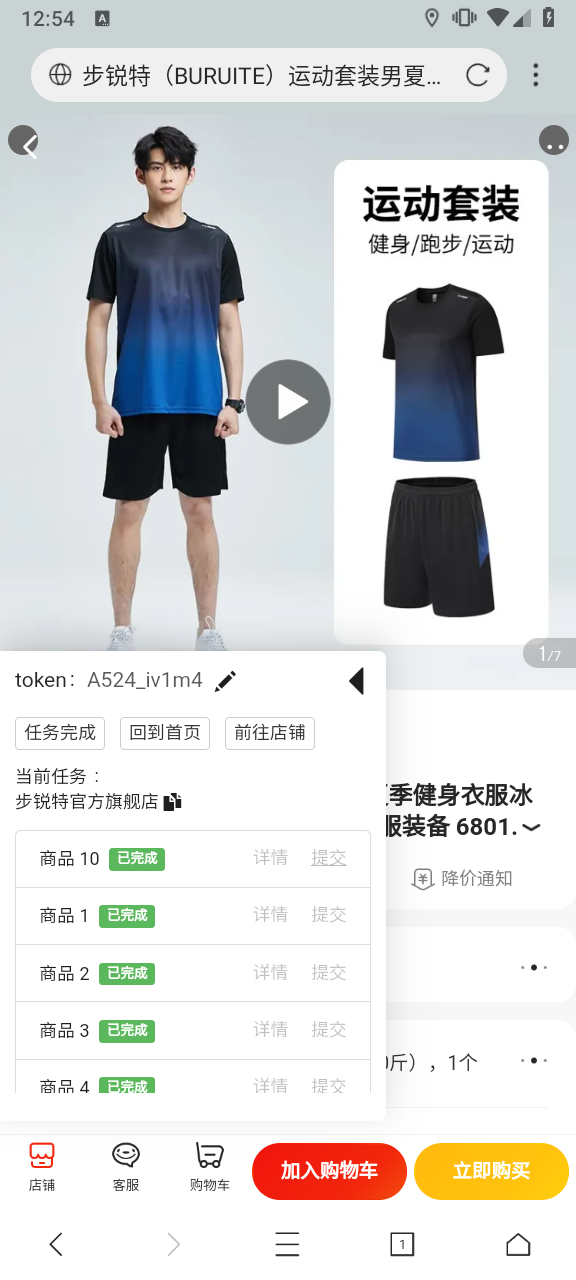 12:54
A
步锐特（BURUITE）运动套装男夏...
运动套装
健身/跑步/运动
1/7
token： A524_iv1m4
任务完成 回到首页 前往店铺
当前任务：
步锐特官方旗舰店
季健身衣服冰
服装备 6801.
降价通知
商品 10 已完成 详情 提交
商品 1 已完成 详情 提交
商品 2 已完成 详情 提交
商品 3 已完成 详情 提交
斤），1个
商品 4 已完成 详情 提交
店铺 客服 购物车 加入购物车 立即购买
1